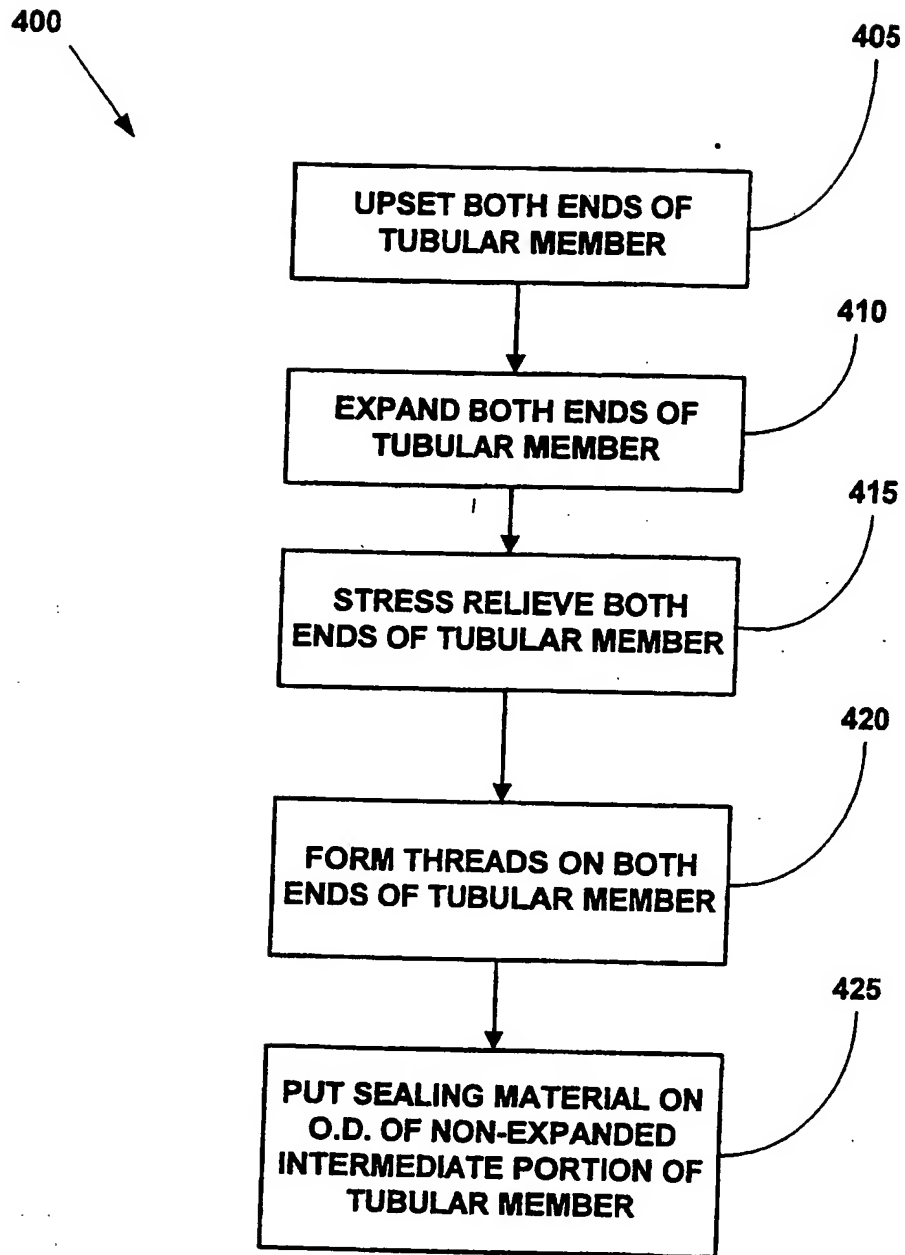 400
405
UPSET BOTH ENDS OF
TUBULAR MEMBER
410
EXPAND BOTH ENDS OF
TUBULAR MEMBER
415
STRESS RELIEVE BOTH
ENDS OF TUBULAR MEMBER
420
FORM THREADS ON BOTH
ENDS OF TUBULAR MEMBER
425
PUT SEALING MATERIAL ON
O.D. OF NON-EXPANDED
INTERMEDIATE PORTION OF
TUBULAR MEMBER